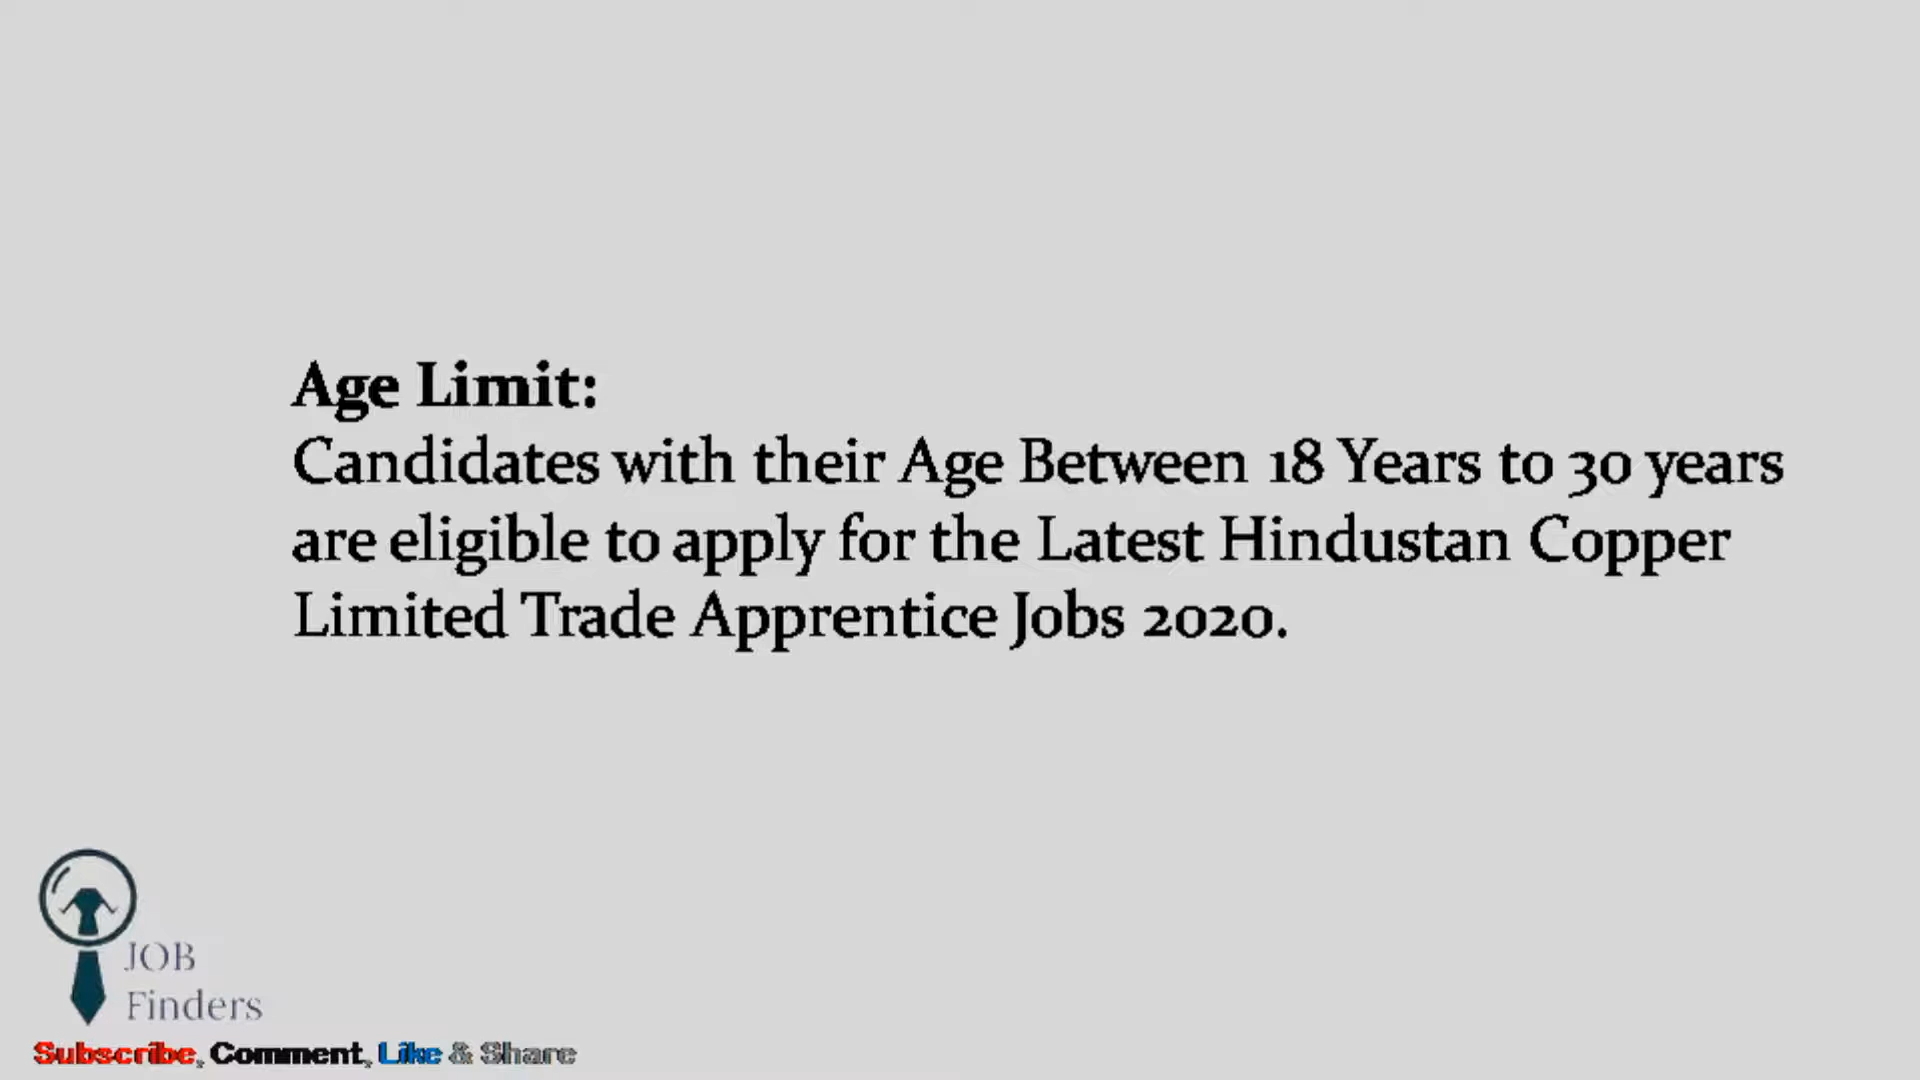 Age Limit:
Candidates with their Age Between 18 Years to 30 years
are eligible to apply for the Latest Hindustan Copper
Limited Trade Apprentice Jobs 2020.
JOB
Finders
Subscribe, Comment, Like & Share